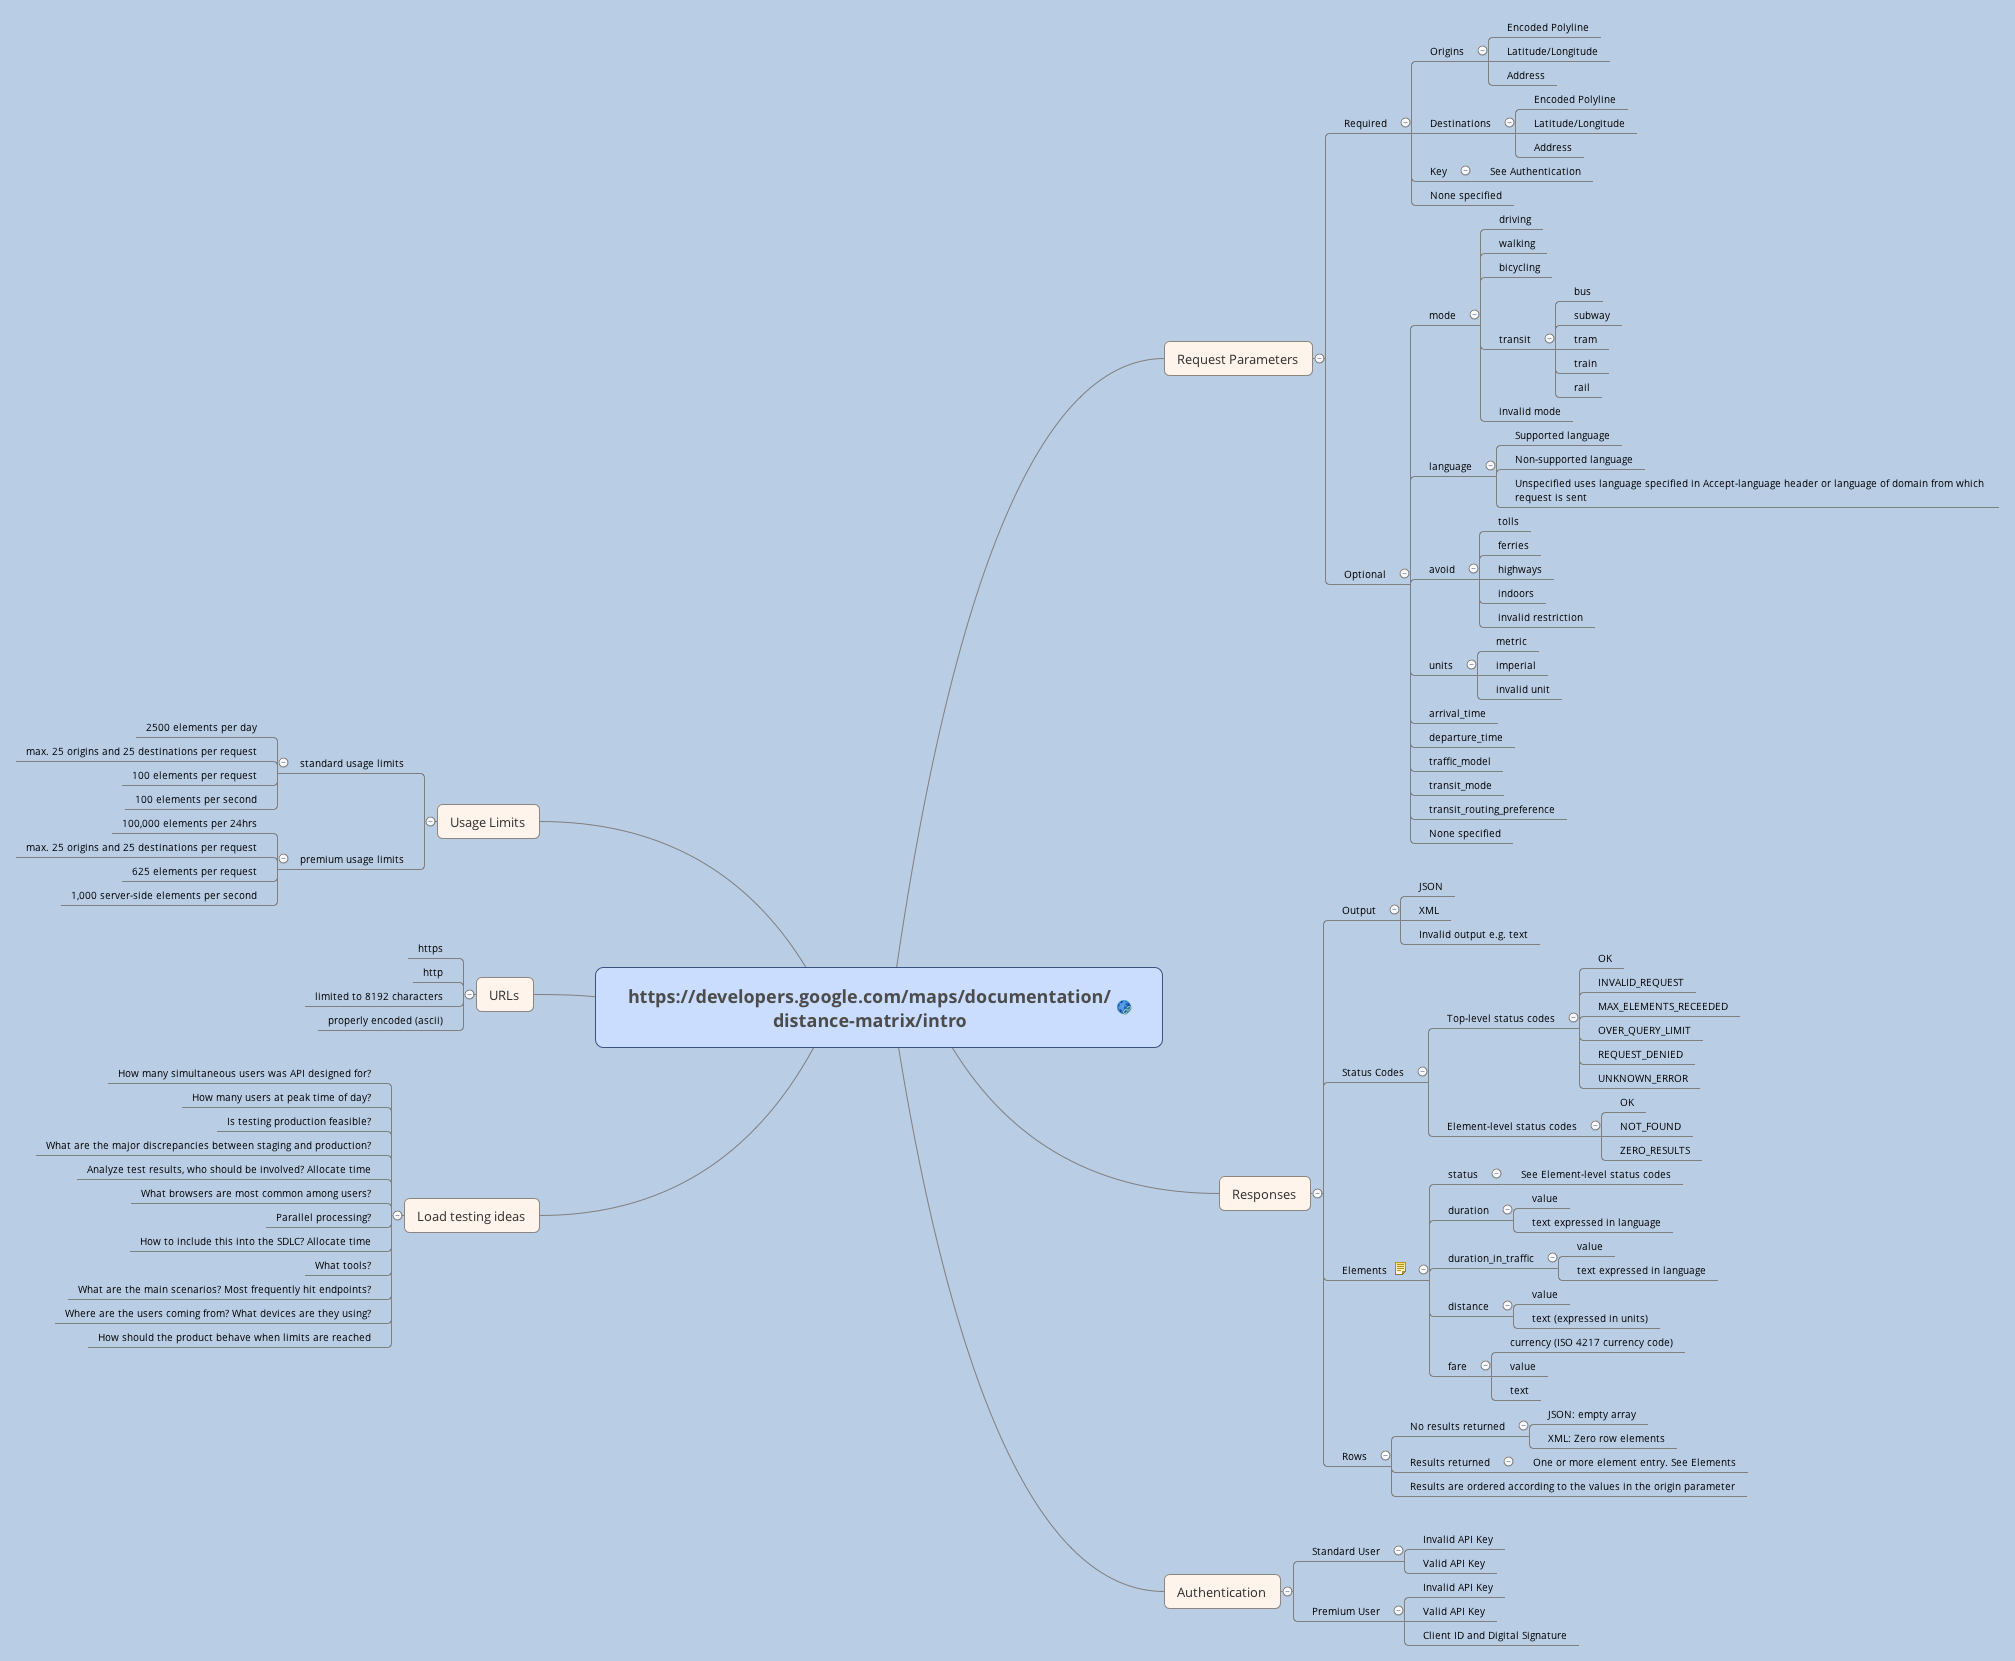 https://developers.google.com/maps/documentation/
distance-matrix/intro
Request Parameters
Required
Origins
Encoded Polyline
Latitude/Longitude
Address
Destinations
Encoded Polyline
Latitude/Longitude
Address
Key
See Authentication
None specified
Optional
mode
driving
walking
bicycling
transit
bus
subway
tram
train
rail
invalid mode
language
Supported language
Non-supported language
Unspecified uses language specified in Accept-language header or language of domain from which
request is sent
avoid
tolls
ferries
highways
indoors
invalid restriction
units
metric
imperial
invalid unit
arrival_time
departure_time
traffic_model
transit_mode
transit_routing_preference
None specified
Responses
Output
JSON
XML
Invalid output e.g. text
Status Codes
Top-level status codes
OK
INVALID_REQUEST
MAX_ELEMENTS_RECEEDED
OVER_QUERY_LIMIT
REQUEST_DENIED
UNKNOWN_ERROR
Element-level status codes
OK
NOT_FOUND
ZERO_RESULTS
Elements
status
See Element-level status codes
duration
value
text expressed in language
duration_in_traffic
value
text expressed in language
distance
value
text (expressed in units)
fare
currency (ISO 4217 currency code)
value
text
Rows
No results returned
JSON: empty array
XML: Zero row elements
Results returned
One or more element entry. See Elements
Results are ordered according to the values in the origin parameter
Authentication
Standard User
Invalid API Key
Valid API Key
Premium User
Invalid API Key
Valid API Key
Client ID and Digital Signature
Usage Limits
standard usage limits
2500 elements per day
max. 25 origins and 25 destinations per request
100 elements per request
100 elements per second
premium usage limits
100,000 elements per 24hrs
max. 25 origins and 25 destinations per request
625 elements per request
1,000 server-side elements per second
URLs
https
http
limited to 8192 characters
properly encoded (ascii)
Load testing ideas
How many simultaneous users was API designed for?
How many users at peak time of day?
Is testing production feasible?
What are the major discrepancies between staging and production?
Analyze test results, who should be involved? Allocate time
What browsers are most common among users?
Parallel processing?
How to include this into the SDLC? Allocate time
What tools?
What are the main scenarios? Most frequently hit endpoints?
Where are the users coming from? What devices are they using?
How should the product behave when limits are reached